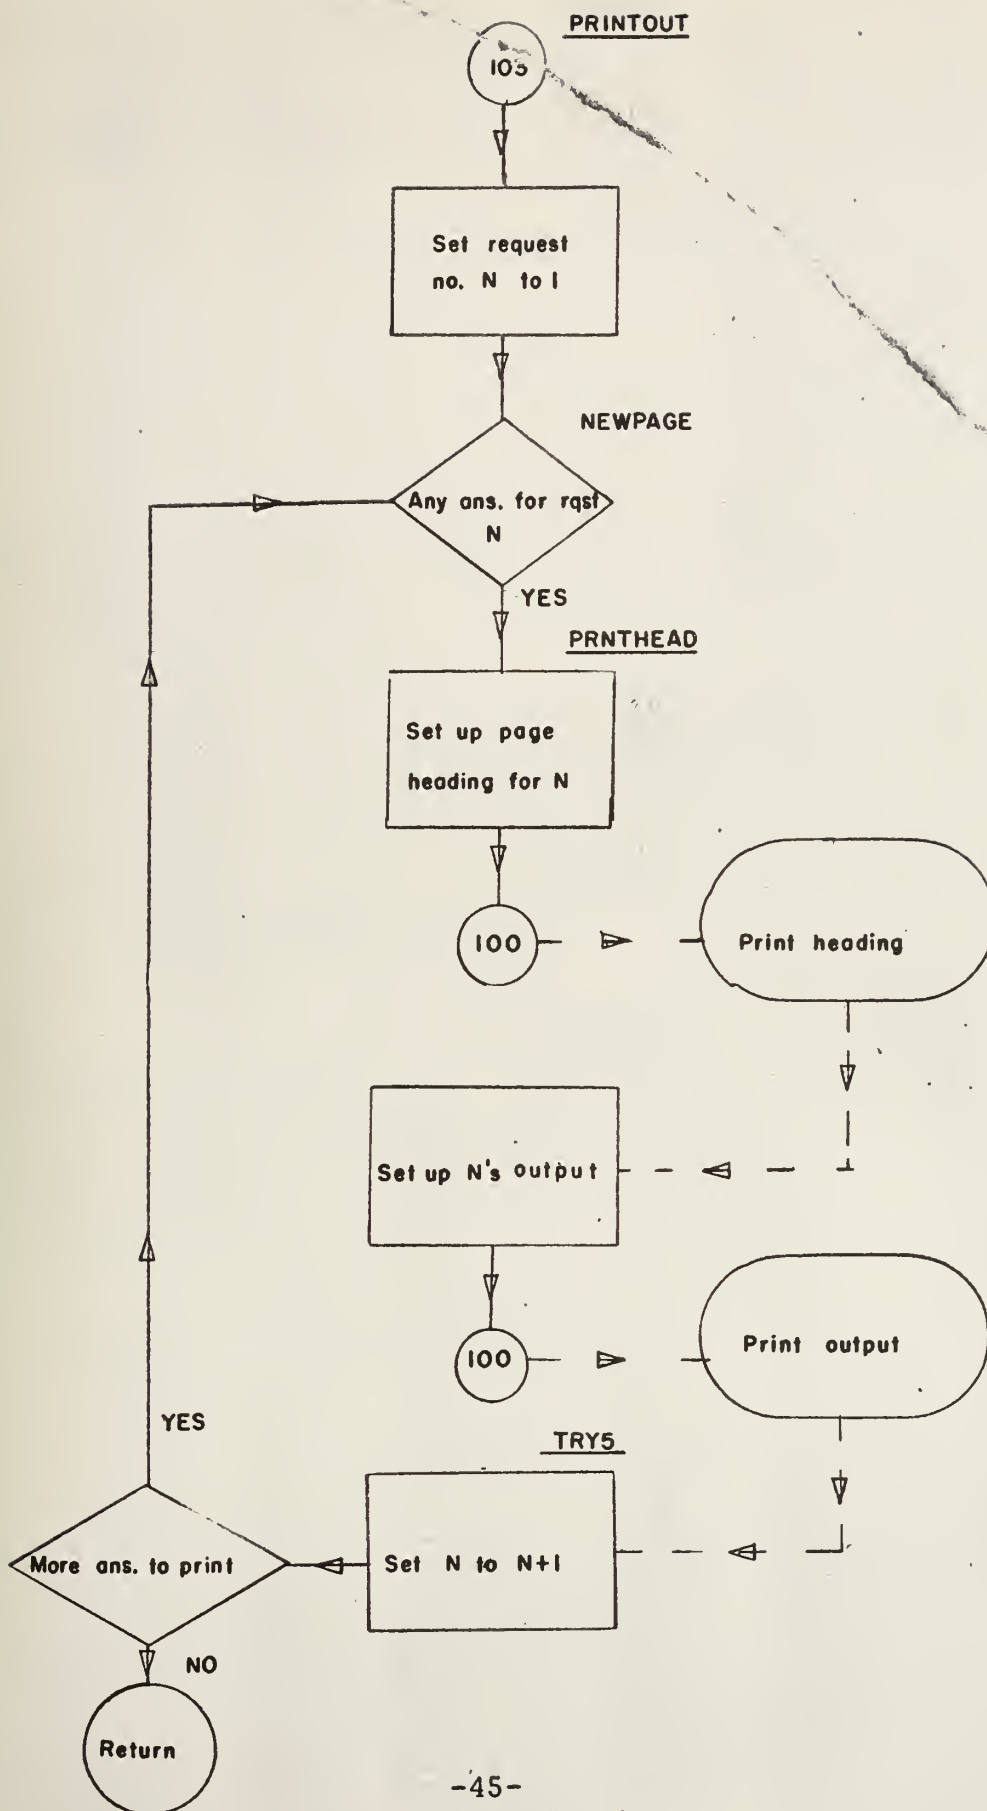 PRINTOUT
103
Set request
no. N to 1
NEWPAGE
Any ans. for rqst
N
YES
PRNTHEAD
Set up page
heading for N
100
Print heading
Set up N's output
100
Print output
YES
TRY5
More ans. to print
Set N to N+1
NO
Return
-45-